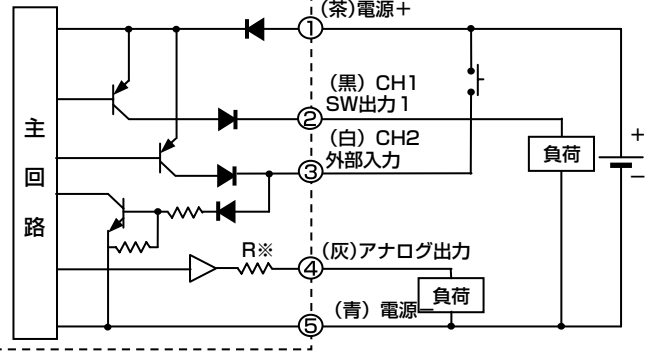 (茶)電源＋
①
(黒)CH1
SW出力1
②
(白)CH2
外部入力
③
主回路
負荷
＋
−
R※
(灰)アナログ出力
④
負荷
(青)電源−
⑤